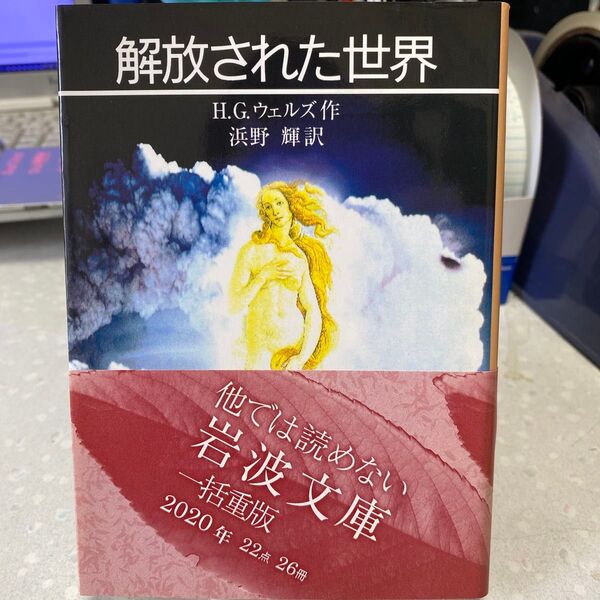 解放された世界
H.G.ウェルズ作
浜野 輝訳
他では読めない
岩波文庫
一括重版
2020年 22点 26冊